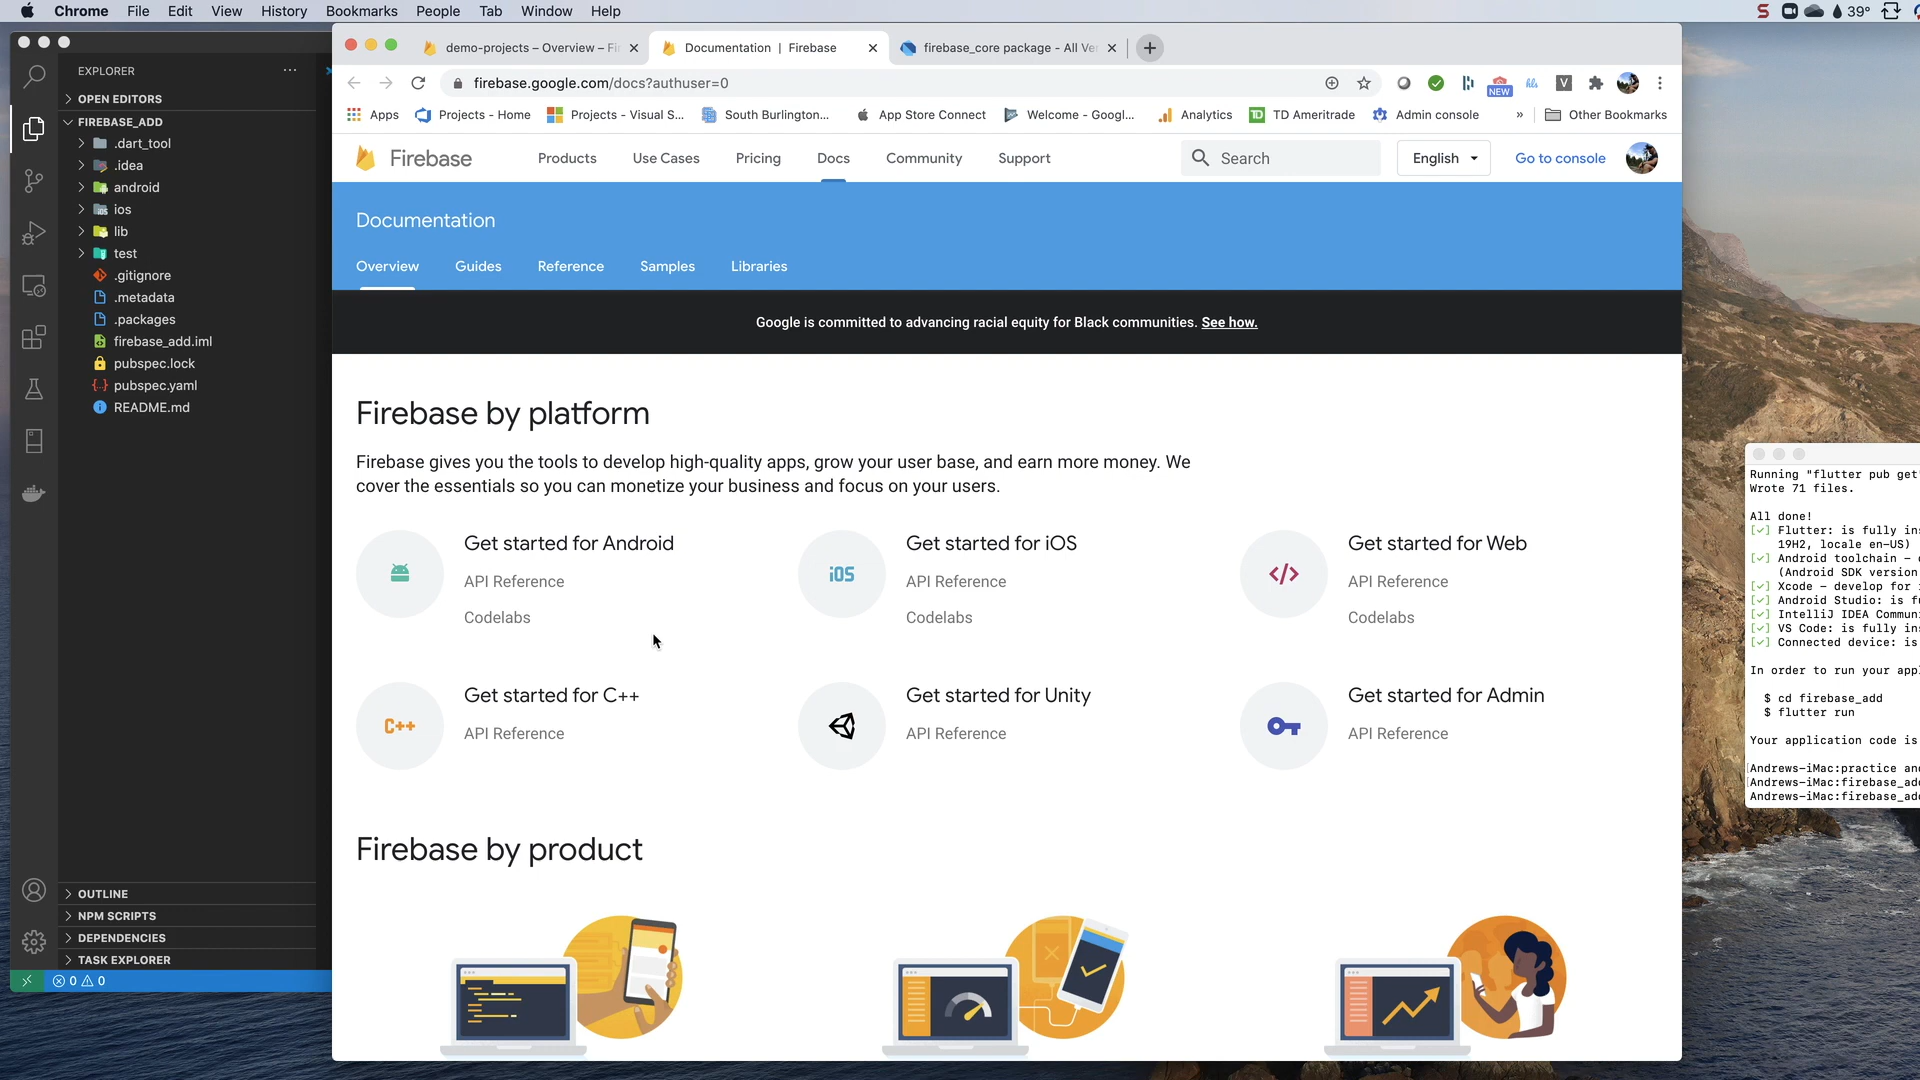 Chrome File Edit View History Bookmarks People Tab Window Help
39°
EXPLORER
OPEN EDITORS
FIREBASE_ADD
.dart_tool
.idea
android
ios
lib
test
.gitignore
.metadata
.packages
firebase_add.iml
pubspec.lock
pubspec.yaml
README.md
OUTLINE
NPM SCRIPTS
DEPENDENCIES
TASK EXPLORER
0 0
demo-projects – Overview – Fi
Documentation | Firebase
firebase_core package - All Ve
firebase.google.com/docs?authuser=0
NEW
Apps
Projects - Home
Projects - Visual S...
South Burlington...
App Store Connect
Welcome - Googl...
Analytics
TD Ameritrade
Admin console
»
Other Bookmarks
Firebase
Products
Use Cases
Pricing
Docs
Community
Support
Search
English
Go to console
Documentation
Overview
Guides
Reference
Samples
Libraries
Google is committed to advancing racial equity for Black communities. See how.
Firebase by platform
Firebase gives you the tools to develop high-quality apps, grow your user base, and earn more money. We
cover the essentials so you can monetize your business and focus on your users.
Get started for Android
API Reference
Codelabs
iOS
Get started for iOS
API Reference
Codelabs
</>
Get started for Web
API Reference
Codelabs
C++
Get started for C++
API Reference
Get started for Unity
API Reference
Get started for Admin
API Reference
Firebase by product
Running "flutter pub get"
Wrote 71 files.
All done!
[✓] Flutter: is fully ins
19H2, locale en-US)
[✓] Android toolchain -
(Android SDK version
[✓] Xcode - develop for
[✓] Android Studio: is fu
[✓] IntelliJ IDEA Commun
[✓] VS Code: is fully ins
[✓] Connected device: is
In order to run your appl
$ cd firebase_add
$ flutter run
Your application code is
Andrews-iMac:practice and
Andrews-iMac:firebase_add
Andrews-iMac:firebase_add